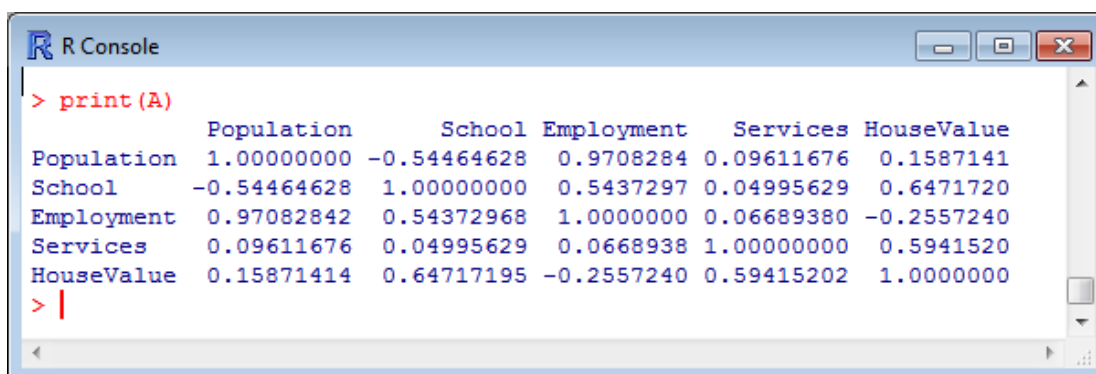 R Console
> print(A)
Population School Employment Services HouseValue
Population 1.00000000 -0.54464628 0.9708284 0.09611676 0.1587141
School -0.54464628 1.00000000 0.5437297 0.04995629 0.6471720
Employment 0.97082842 0.54372968 1.0000000 0.06689380 -0.2557240
Services 0.09611676 0.04995629 0.0668938 1.00000000 0.5941520
HouseValue 0.15871414 0.64717195 -0.2557240 0.59415202 1.0000000
>